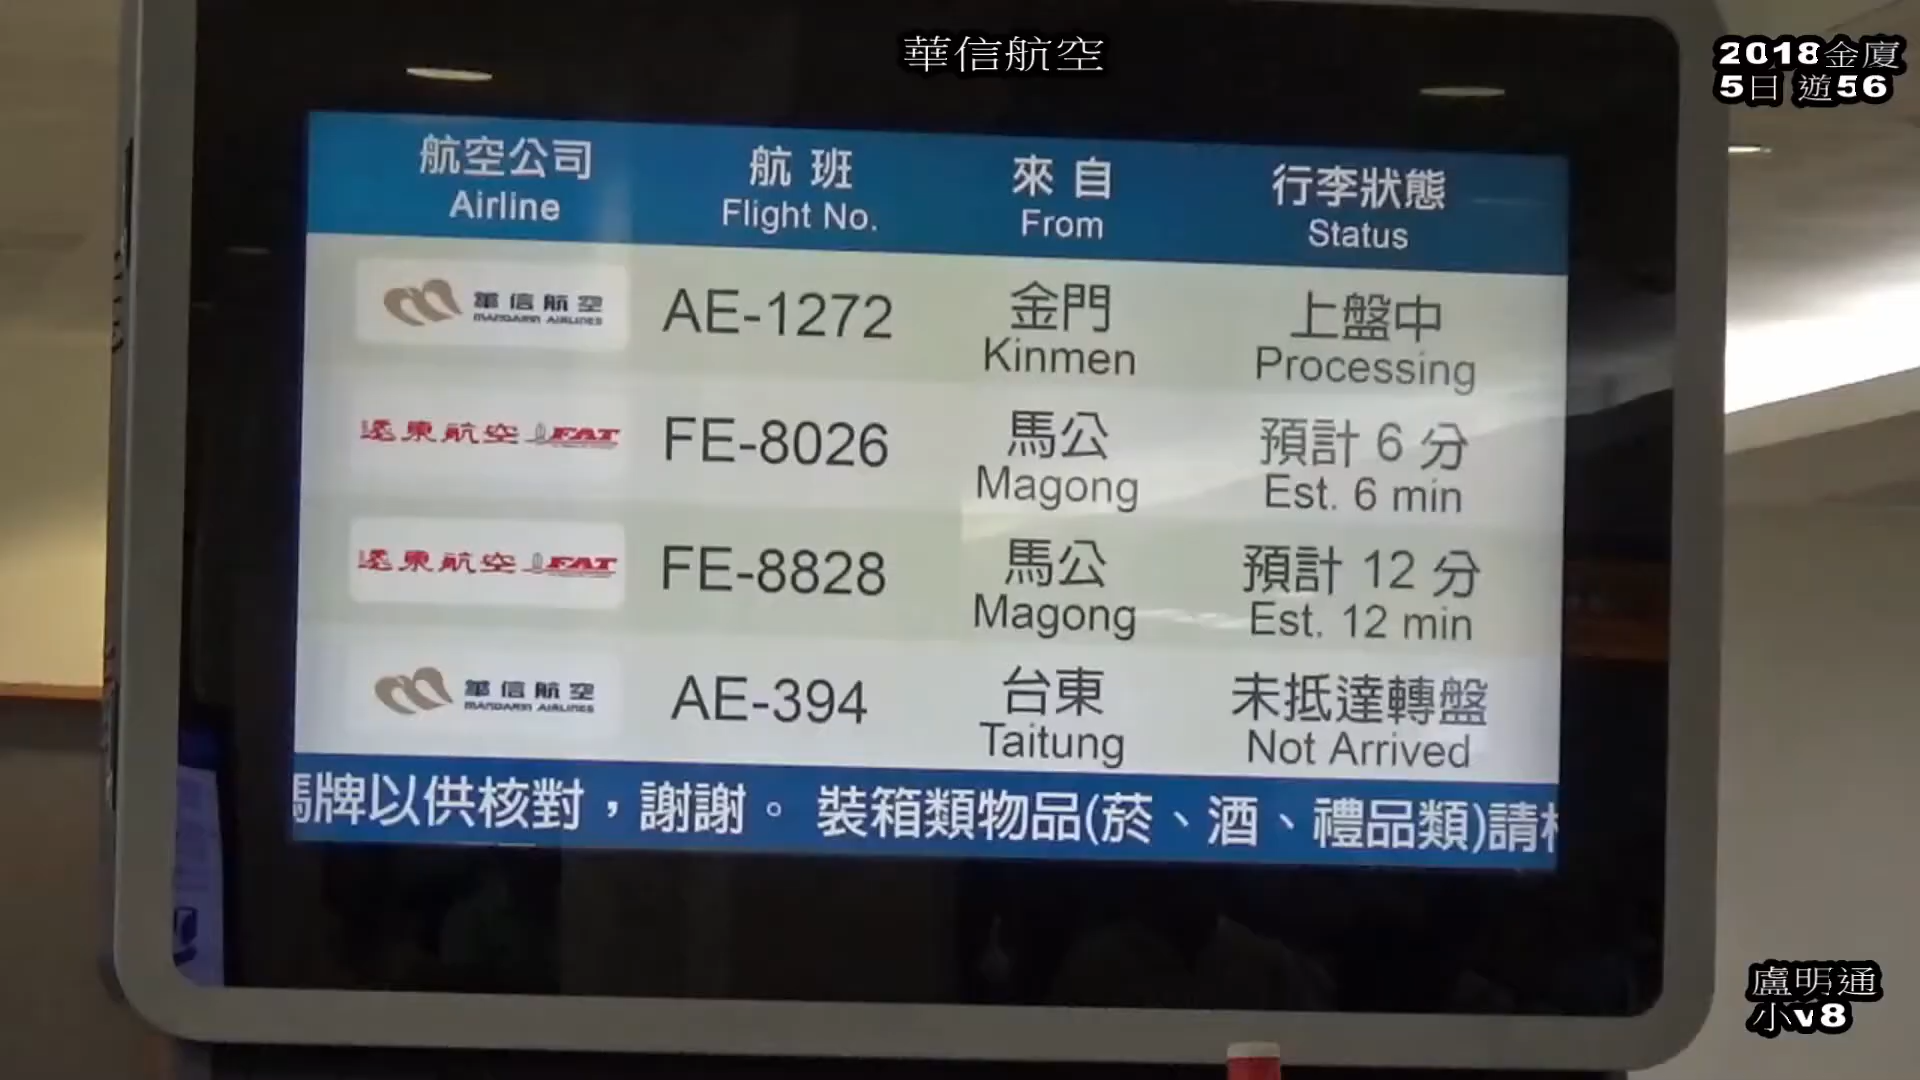 華信航空
2018金廈
5日 遊56
航空公司 航班 來自 行李狀態
Airline Flight No. From Status
華信航空 AE-1272 金門 上盤中
MANDARIN AIRLINES Kinmen Processing
遠東航空 FAT FE-8026 馬公 預計 6 分
Magong Est. 6 min
遠東航空 FAT FE-8828 馬公 預計 12 分
Magong Est. 12 min
華信航空 AE-394 台東 未抵達轉盤
MANDARIN AIRLINES Taitung Not Arrived
牌以供核對，謝謝。 裝箱類物品(菸、酒、禮品類)請
盧明通
小v8